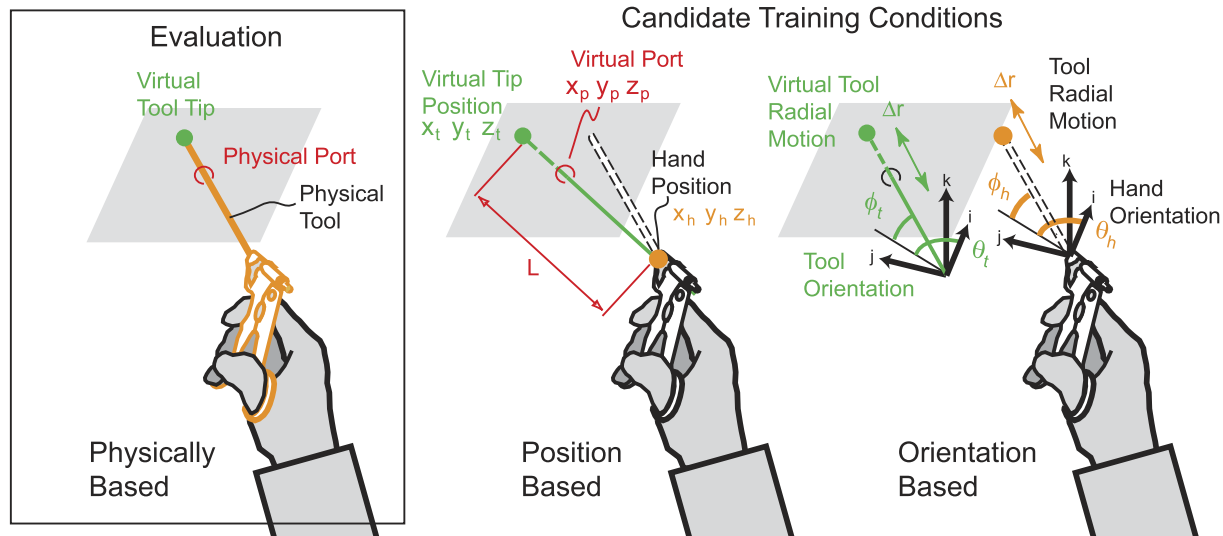 Evaluation
Virtual
Tool Tip
Physical Port
Physical
Tool
Physically
Based
Candidate Training Conditions
Virtual Port
xp yp zp
Virtual Tip
Position
xt yt zt
Hand
Position
xh yh zh
L
Position
Based
Virtual Tool
Radial
Motion
Δr
ϕt
k
i
j
θt
Tool
Orientation
Δr
Tool
Radial
Motion
ϕh
k
i
j
Hand
Orientation
θh
Orientation
Based